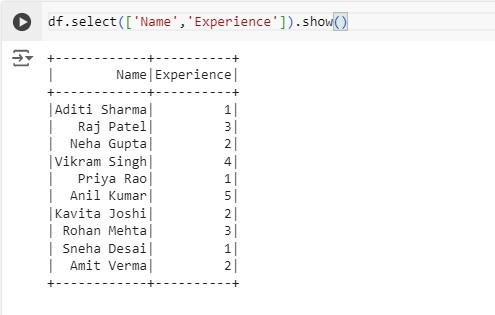 df.select(['Name','Experience']).show()
+------------+----------+
|        Name|Experience|
+------------+----------+
|Aditi Sharma|         1|
|   Raj Patel|         3|
|  Neha Gupta|         2|
|Vikram Singh|         4|
|   Priya Rao|         1|
|  Anil Kumar|         5|
|Kavita Joshi|         2|
| Rohan Mehta|         3|
| Sneha Desai|         1|
|  Amit Verma|         2|
+------------+----------+